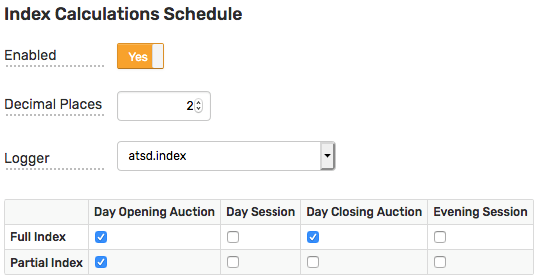 Index Calculations Schedule
Enabled Yes
Decimal Places 2
Logger atsd.index
Day Opening Auction Day Session Day Closing Auction Evening Session
Full Index
Partial Index